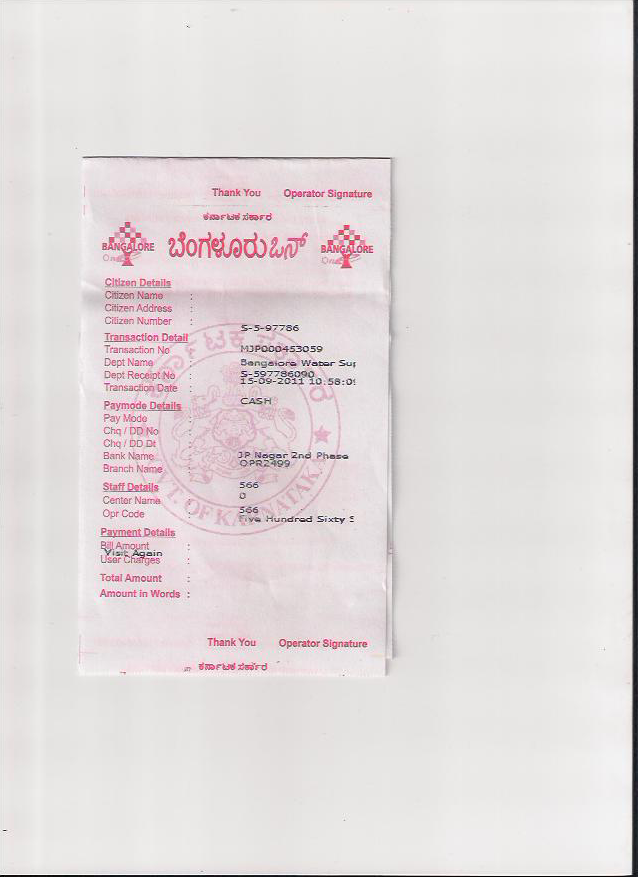 Thank You Operator Signature
ಕರ್ನಾಟಕ ಸರ್ಕಾರ
BANGALORE One ಬೆಂಗಳೂರು ಒನ್ BANGALORE One
Citizen Details
Citizen Name :
Citizen Address :
Citizen Number :
S-5-97786
Transaction Detail
Transaction No : MJP000453059
Dept Name : Bangalore Water Sup
Dept Receipt No : S-597786090
Transaction Date : 15-09-2011 10:58:0
Paymode Details CASH
Pay Mode :
Chq / DD No :
Chq / DD Dt :
Bank Name : JP Nagar 2nd Phase
Branch Name : OPR2499
Staff Details 566
Center Name : 0
Opr Code : 566
Five Hundred Sixty S
Payment Details
Bill Amount :
Visit Again
User Charges :
Total Amount :
Amount in Words :
Thank You Operator Signature
ಕರ್ನಾಟಕ ಸರ್ಕಾರ
ಕರ್ನಾಟಕ ಸರ್ಕಾರ
GOVT. OF KARNATAKA